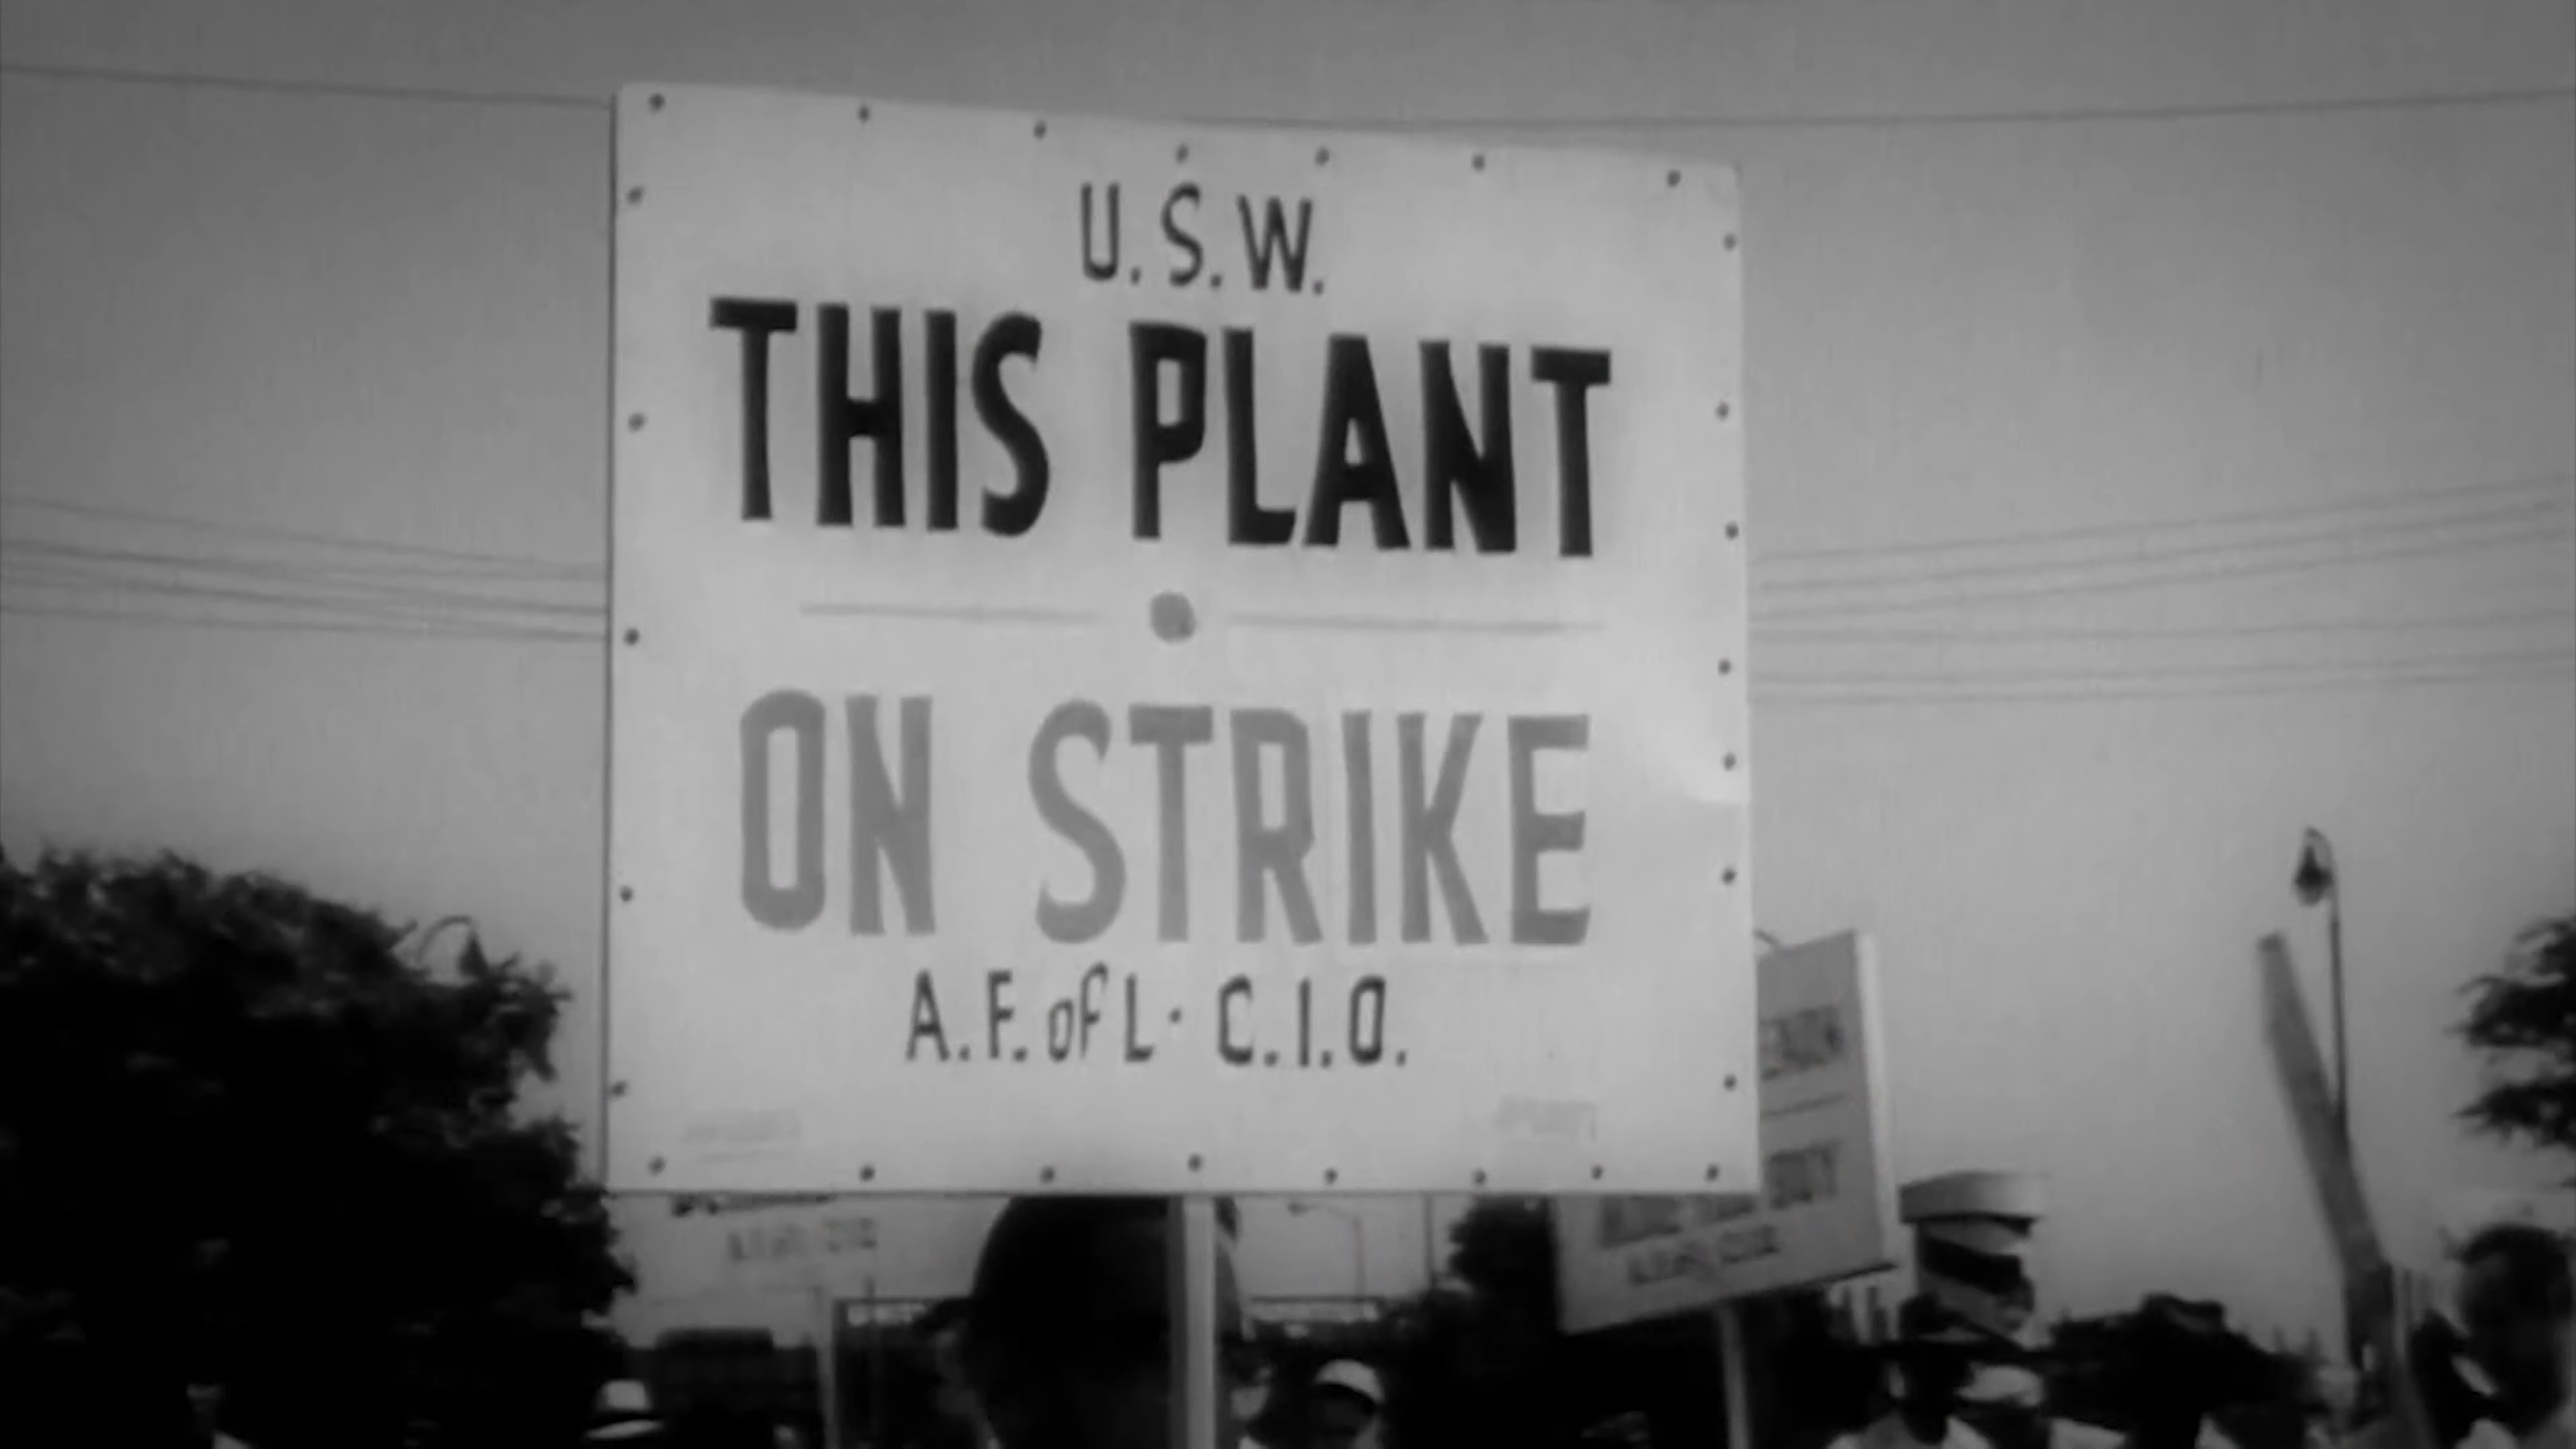 U.S.W.
THIS PLANT
ON STRIKE
A.F. of L · C.I.O.